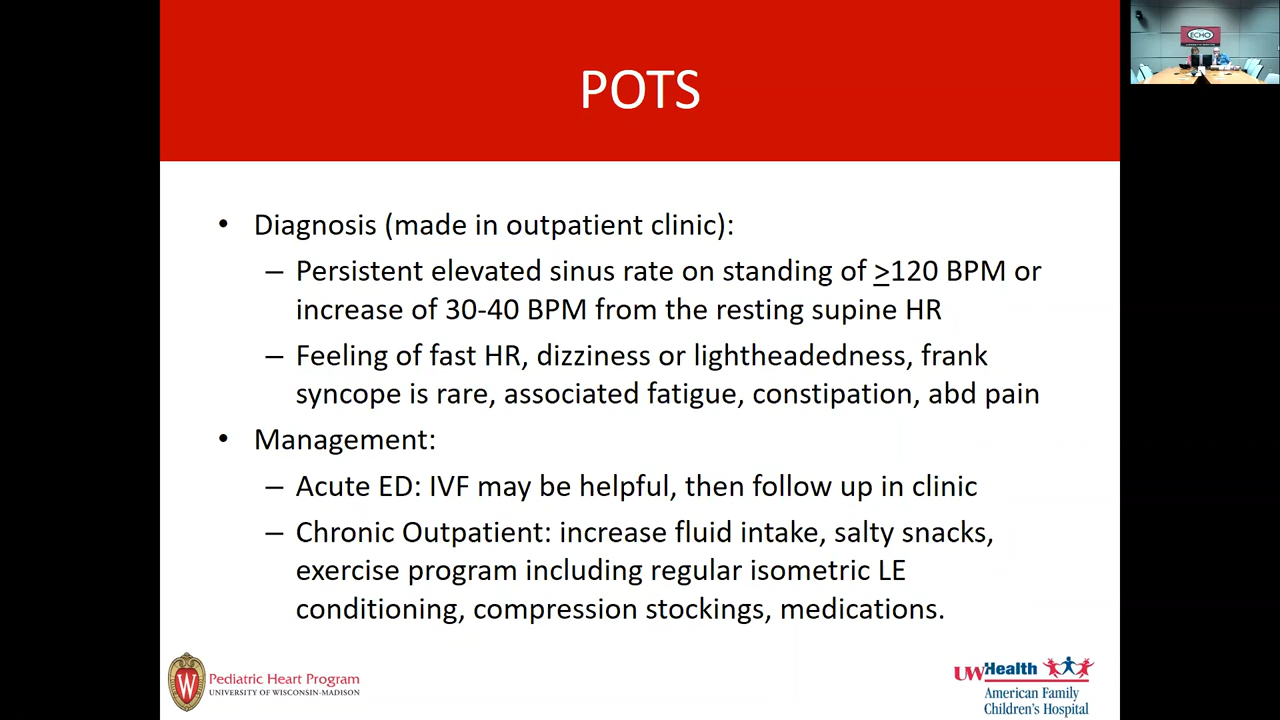 POTS
ECHO
• Diagnosis (made in outpatient clinic):
– Persistent elevated sinus rate on standing of >120 BPM or
increase of 30-40 BPM from the resting supine HR
– Feeling of fast HR, dizziness or lightheadedness, frank
syncope is rare, associated fatigue, constipation, abd pain
• Management:
– Acute ED: IVF may be helpful, then follow up in clinic
– Chronic Outpatient: increase fluid intake, salty snacks,
exercise program including regular isometric LE
conditioning, compression stockings, medications.
W
Pediatric Heart Program
UNIVERSITY OF WISCONSIN-MADISON
UWHealth
American Family
Children's Hospital